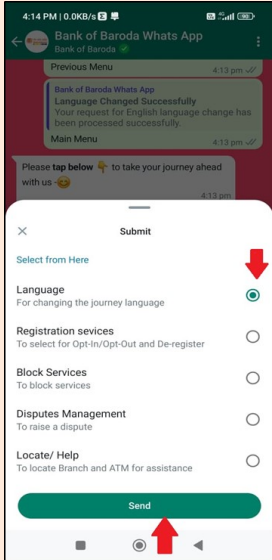 4:14 PM | 0.0KB/s
Bank of Baroda Whats App
Bank of Baroda
Previous Menu
4:13 pm
Bank of Baroda Whats App
Language Changed Successfully
Your request for English language change has
been processed successfully.
Main Menu
4:13 pm
Please tap below 👇 to take your journey ahead
with us -😊
4:13 pm
Submit
Select from Here
Language
For changing the journey language
Registration sevices
To select for Opt-In/Opt-Out and De-register
Block Services
To block services
Disputes Management
To raise a dispute
Locate/ Help
To locate Branch and ATM for assistance
Send